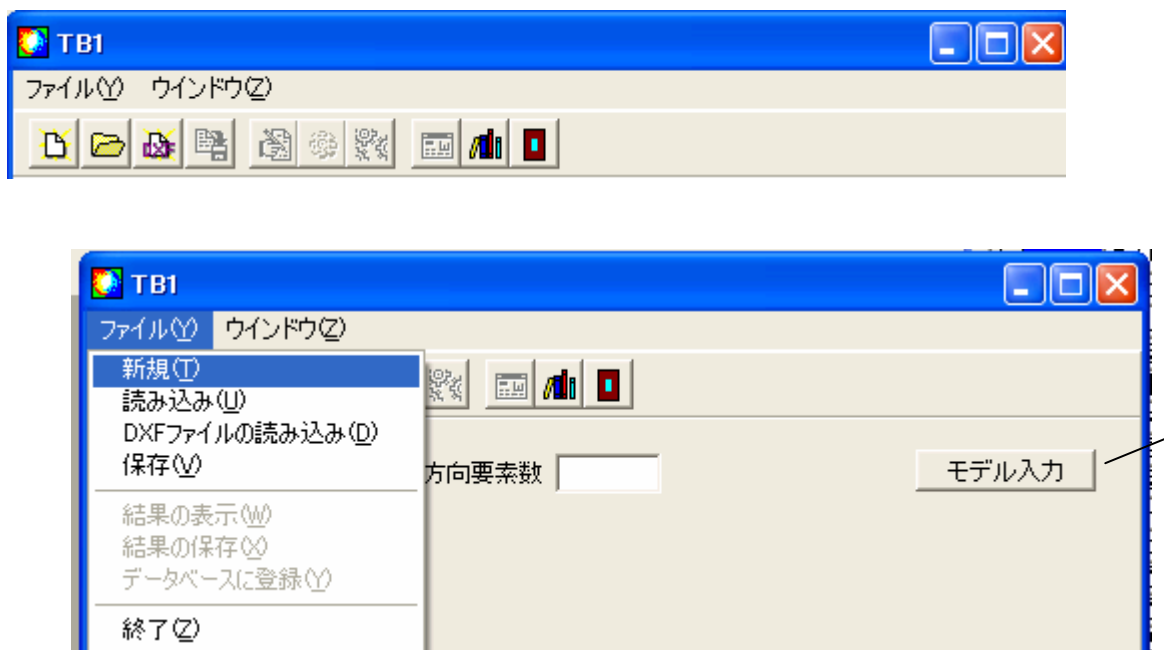 TB1
ファイル(Y) ウインドウ(Z)
dxf
TB1
ファイル(Y) ウインドウ(Z)
新規(T)
読み込み(U)
DXFファイルの読み込み(D)
保存(V)
方向要素数
モデル入力
結果の表示(W)
結果の保存(X)
データベースに登録(Y)
終了(Z)